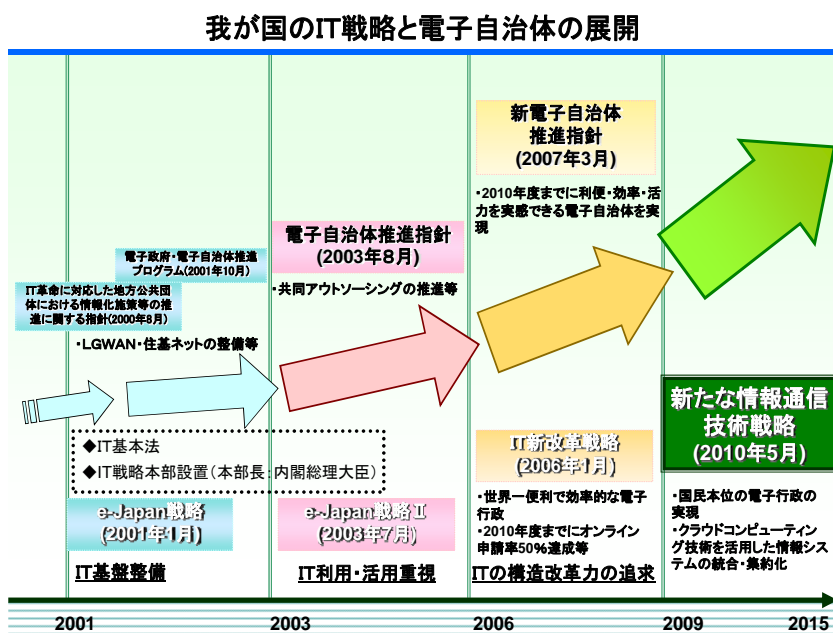 我が国のIT戦略と電子自治体の展開
新電子自治体
推進指針
(2007年3月)
・2010年度までに利便・効率・活
力を実感できる電子自治体を実
現
電子自治体推進指針
(2003年8月)
・共同アウトソーシングの推進等
電子政府・電子自治体推進
プログラム(2001年10月)
IT革命に対応した地方公共団
体における情報化施策等の推
進に関する指針(2000年8月)
・LGWAN・住基ネットの整備等
◆IT基本法
◆IT戦略本部設置(本部長:内閣総理大臣)
e-Japan戦略
(2001年1月)
IT基盤整備
e-Japan戦略Ⅱ
(2003年7月)
IT利用・活用重視
IT新改革戦略
(2006年1月)
・世界一便利で効率的な電子
行政
・2010年度までにオンライン
申請率50%達成等
ITの構造改革力の追求
新たな情報通信
技術戦略
(2010年5月)
・国民本位の電子行政の
実現
・クラウドコンピューティン
グ技術を活用した情報シス
テムの統合・集約化
2001
2003
2006
2009
2015